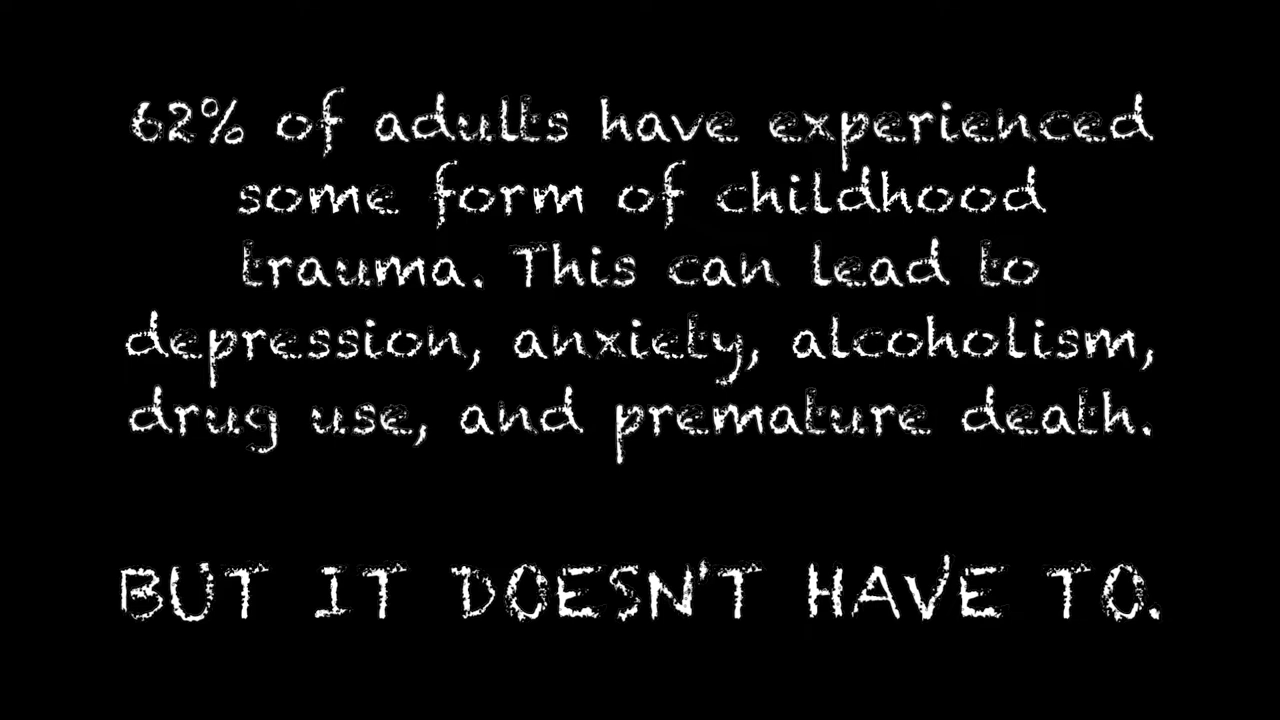 62% of adults have experienced
some form of childhood
trauma. This can lead to
depression, anxiety, alcoholism,
drug use, and premature death.
BUT IT DOESN'T HAVE TO.